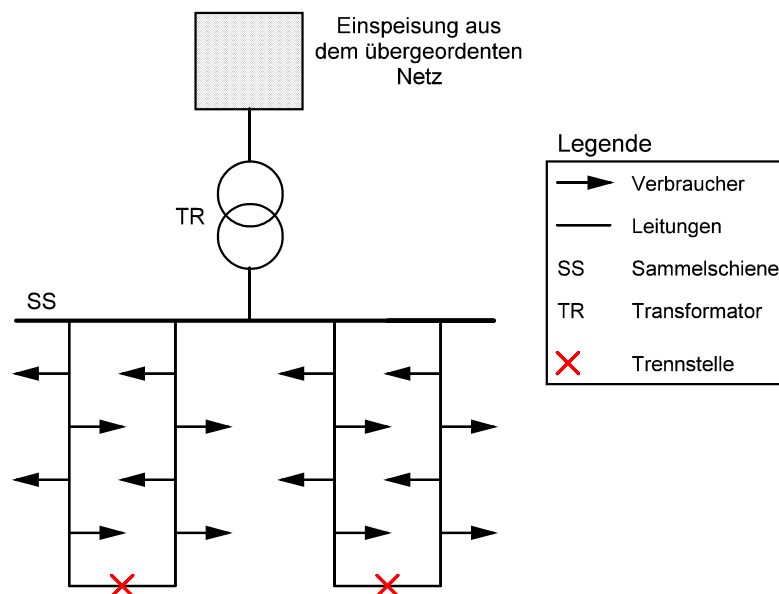 Einspeisung aus
dem übergeordenten
Netz
TR
SS
Legende
Verbraucher
Leitungen
SS Sammelschiene
TR Transformator
Trennstelle